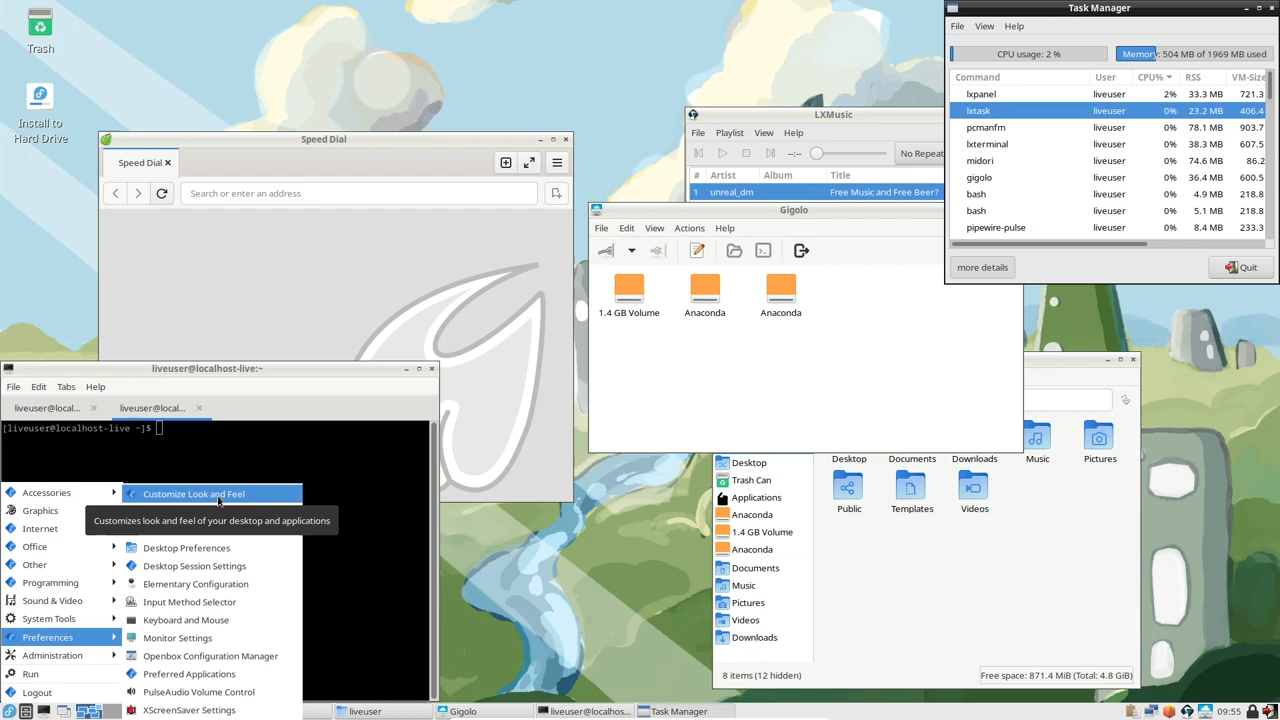 Trash
Install to
Hard Drive
Speed Dial
Speed Dial
Search or enter an address
LXMusic
File Playlist View Help
--:-- No Repeat
# Artist Album Title
1 unreal_dm Free Music and Free Beer?
Task Manager
File View Help
CPU usage: 2 %
Memory: 504 MB of 1969 MB used
Command User CPU% RSS VM-Size
lxpanel liveuser 2% 33.3 MB 721.3
lxtask liveuser 0% 23.2 MB 406.4
pcmanfm liveuser 0% 78.1 MB 903.7
lxterminal liveuser 0% 38.3 MB 607.5
midori liveuser 0% 74.6 MB 86.2
gigolo liveuser 0% 36.4 MB 600.5
bash liveuser 0% 4.9 MB 218.8
bash liveuser 0% 5.1 MB 218.8
pipewire-pulse liveuser 0% 8.4 MB 233.3
more details
Quit
Gigolo
File Edit View Actions Help
1.4 GB Volume Anaconda Anaconda
liveuser@localhost-live:~
File Edit Tabs Help
liveuser@local... liveuser@local...
[liveuser@localhost-live ~]$
Accessories
Graphics
Internet
Office
Other
Programming
Sound & Video
System Tools
Preferences
Administration
Run
Logout
Customize Look and Feel
Customizes look and feel of your desktop and applications
Desktop Preferences
Desktop Session Settings
Elementary Configuration
Input Method Selector
Keyboard and Mouse
Monitor Settings
Openbox Configuration Manager
Preferred Applications
PulseAudio Volume Control
XScreenSaver Settings
Desktop
Trash Can
Applications
Anaconda
1.4 GB Volume
Anaconda
Documents
Music
Pictures
Videos
Downloads
Desktop Documents Downloads Music Pictures
Public Templates Videos
8 items (12 hidden)
Free space: 871.4 MiB (Total: 4.8 GiB)
liveuser
Gigolo
liveuser@localhos...
Task Manager
09:55